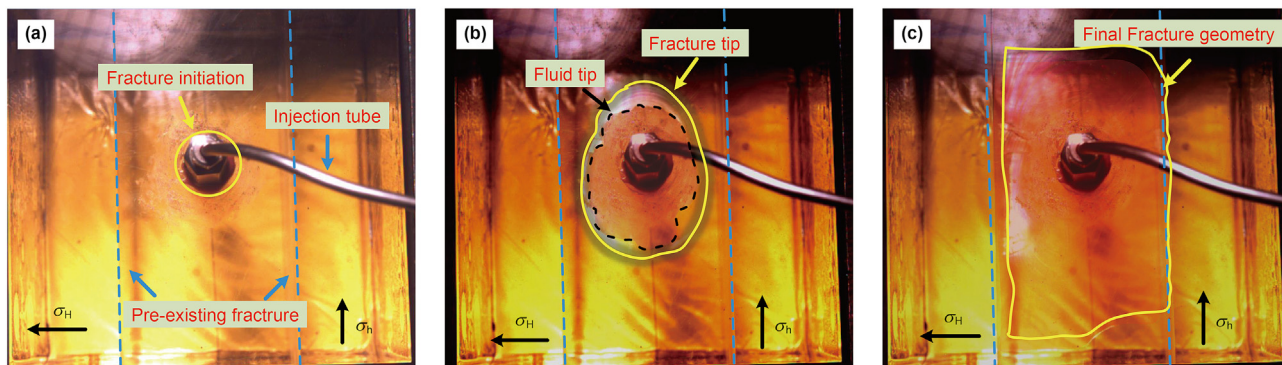 (a)
Fracture initiation
Injection tube
Pre-existing fractrure
σH
σh
(b)
Fracture tip
Fluid tip
σH
σh
(c)
Final Fracture geometry
σH
σh